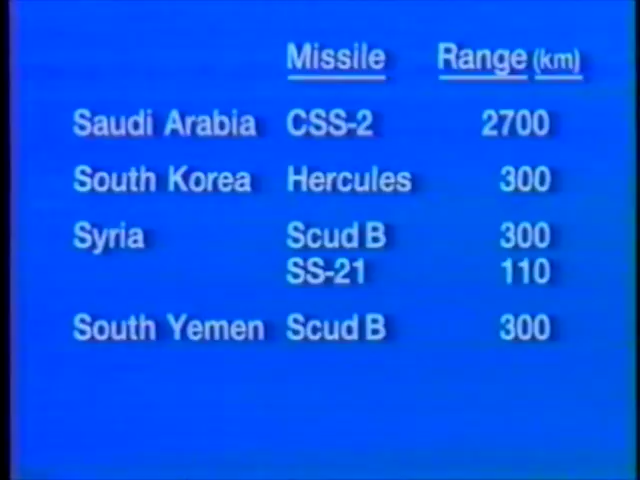 Missile Range (km)
Saudi Arabia CSS-2 2700
South Korea Hercules 300
Syria Scud B 300
SS-21 110
South Yemen Scud B 300